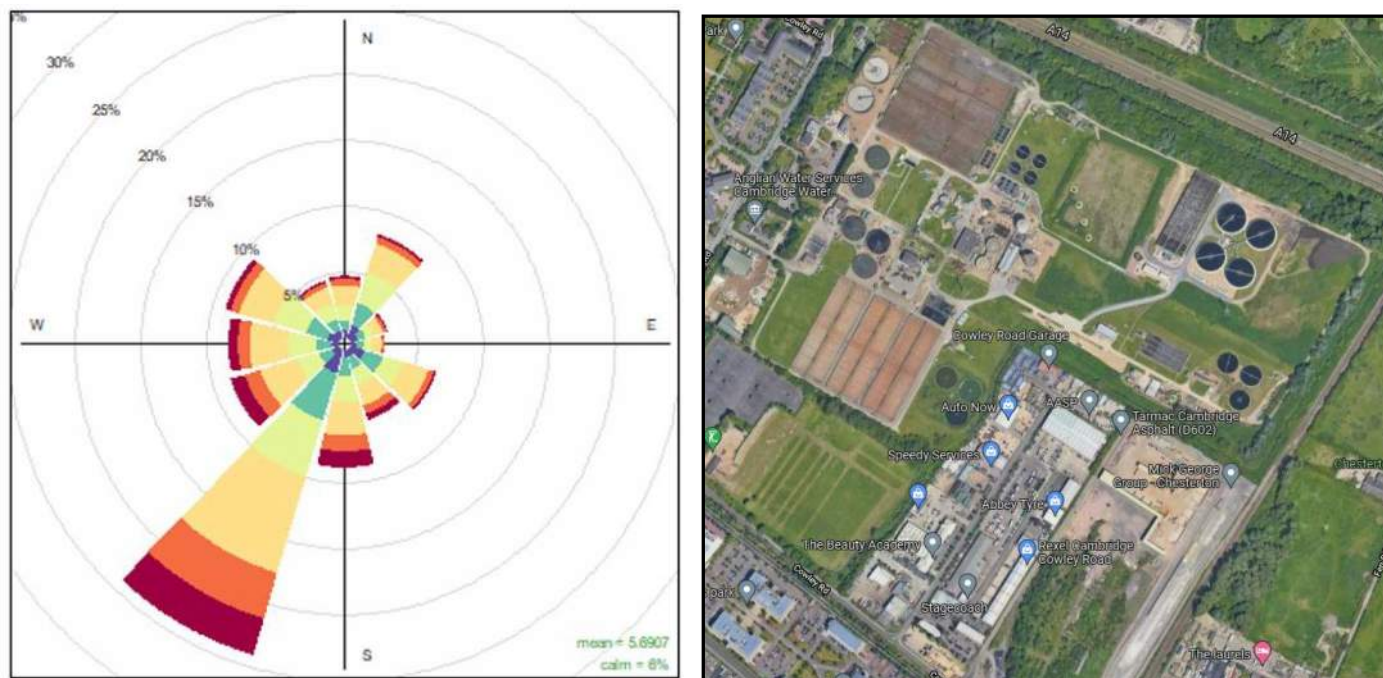 N
30%
25%
20%
15%
10%
5%
W
E
S
mean = 5.6907
calm = 6%
Cowley Rd
A14
A14
Anglian Water Services
Cambridge Water
Cowley Road Garage
Auto Now
AASP
Tarmac Cambridge
Asphalt (D602)
Speedy Services
Mick George
Group - Chesterton
Abbey Tyre
The Beauty Academy
Rexel Cambridge
Cowley Road
Cowley Rd
Stagecoach
park
The laurels